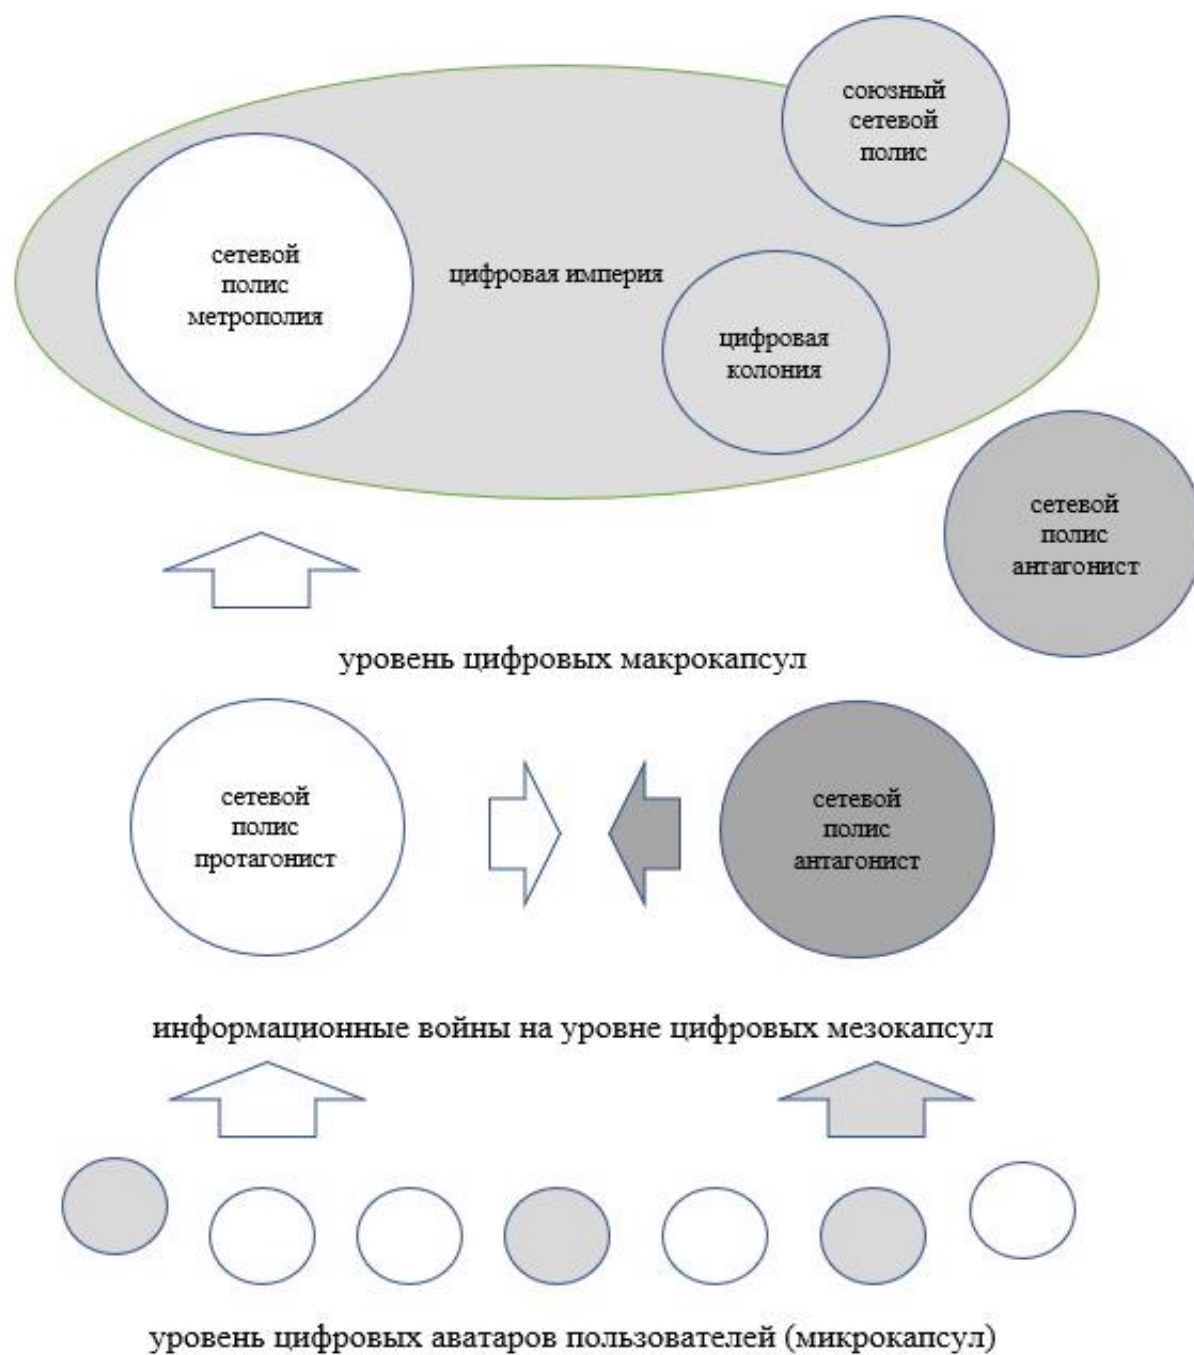 союзный
сетевой
полис
сетевой
полис
метрополия
цифровая империя
цифровая
колония
сетевой
полис
антагонист
уровень цифровых макрокапсул
сетевой
полис
протагонист
сетевой
полис
антагонист
информационные войны на уровне цифровых мезокапсул
уровень цифровых аватаров пользователей (микрокапсул)